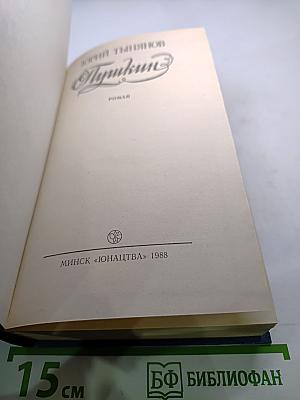 ЮРИЙ ТЫНЯНОВ
Пушкин
РОМАН
МИНСК «ЮНАЦТВА» 1988
15 см
БФ БИБЛИОФАН